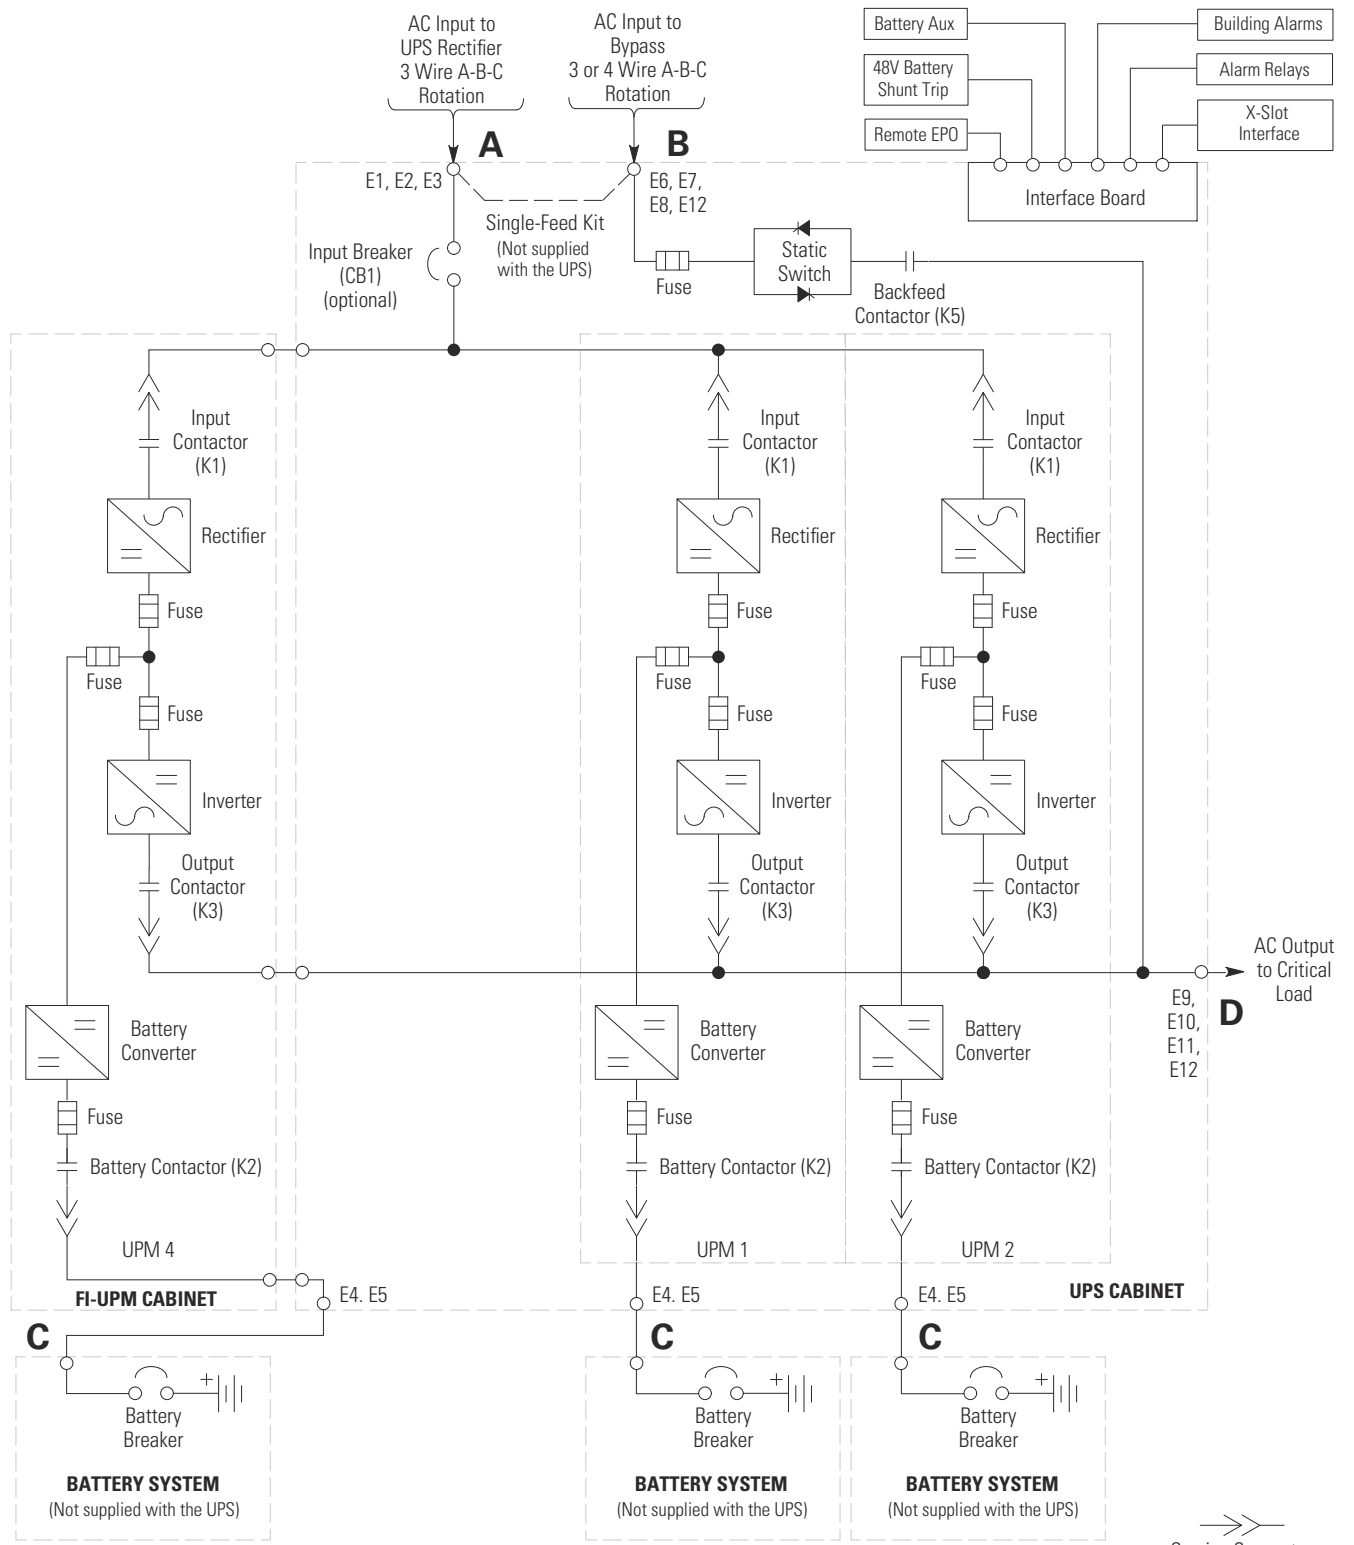 AC Input to
UPS Rectifier
3 Wire A-B-C
Rotation
AC Input to
Bypass
3 or 4 Wire A-B-C
Rotation
Battery Aux
48V Battery
Shunt Trip
Remote EPO
Building Alarms
Alarm Relays
X-Slot
Interface
Interface Board
A
B
E1, E2, E3
E6, E7,
E8, E12
Single-Feed Kit
(Not supplied
with the UPS)
Input Breaker
(CB1)
(optional)
Fuse
Static
Switch
Backfeed
Contactor (K5)
Input
Contactor
(K1)
Input
Contactor
(K1)
Input
Contactor
(K1)
Rectifier
Rectifier
Rectifier
Fuse
Fuse
Fuse
Fuse
Fuse
Fuse
Fuse
Fuse
Fuse
Inverter
Inverter
Inverter
Output
Contactor
(K3)
Output
Contactor
(K3)
Output
Contactor
(K3)
AC Output
to Critical
Load
E9,
E10,
E11,
E12
D
Battery
Converter
Battery
Converter
Battery
Converter
Fuse
Fuse
Fuse
Battery Contactor (K2)
Battery Contactor (K2)
Battery Contactor (K2)
UPM 4
UPM 1
UPM 2
FI-UPM CABINET
UPS CABINET
E4. E5
E4. E5
E4. E5
C
C
C
+
+
+
Battery
Breaker
Battery
Breaker
Battery
Breaker
BATTERY SYSTEM
(Not supplied with the UPS)
BATTERY SYSTEM
(Not supplied with the UPS)
BATTERY SYSTEM
(Not supplied with the UPS)